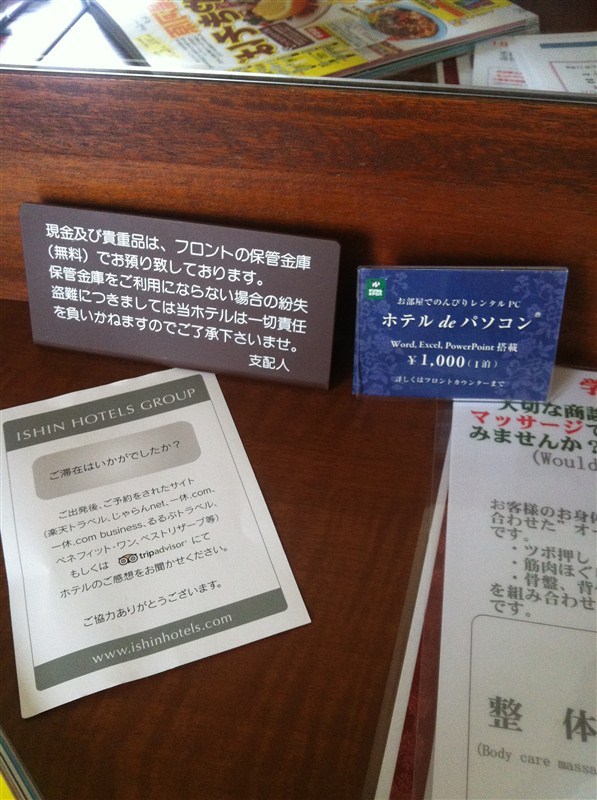 現金及び貴重品は、フロントの保管金庫
(無料)でお預り致しております。
保管金庫をご利用にならない場合の紛失
盗難につきましては当ホテルは一切責任
を負いかねますのでご了承下さいませ。
支配人
お部屋でのんびりレンタルPC
ホテル de パソコン®
Word, Excel, PowerPoint 搭載
¥1,000(1泊)
詳しくはフロントカウンターまで
ISHIN HOTELS GROUP
ご滞在はいかがでしたか?
ご出発後、ご予約をされたサイト
(楽天トラベル、じゃらんnet、一休.com、
一休.com business、るるぶトラベル、
ベネフィット・ワン、ベストリザーブ等)
もしくは tripadvisor® にて
ホテルのご感想をお聞かせください。
ご協力ありがとうございます。
www.ishinhotels.com
大切な商談
マッサージで
みませんか?
(Would
お客様のお身体
合わせた"オー
です。
・ツボ押し
・筋肉ほぐ
・骨盤、背
を組み合わせ
です。
整 体
(Body care massa